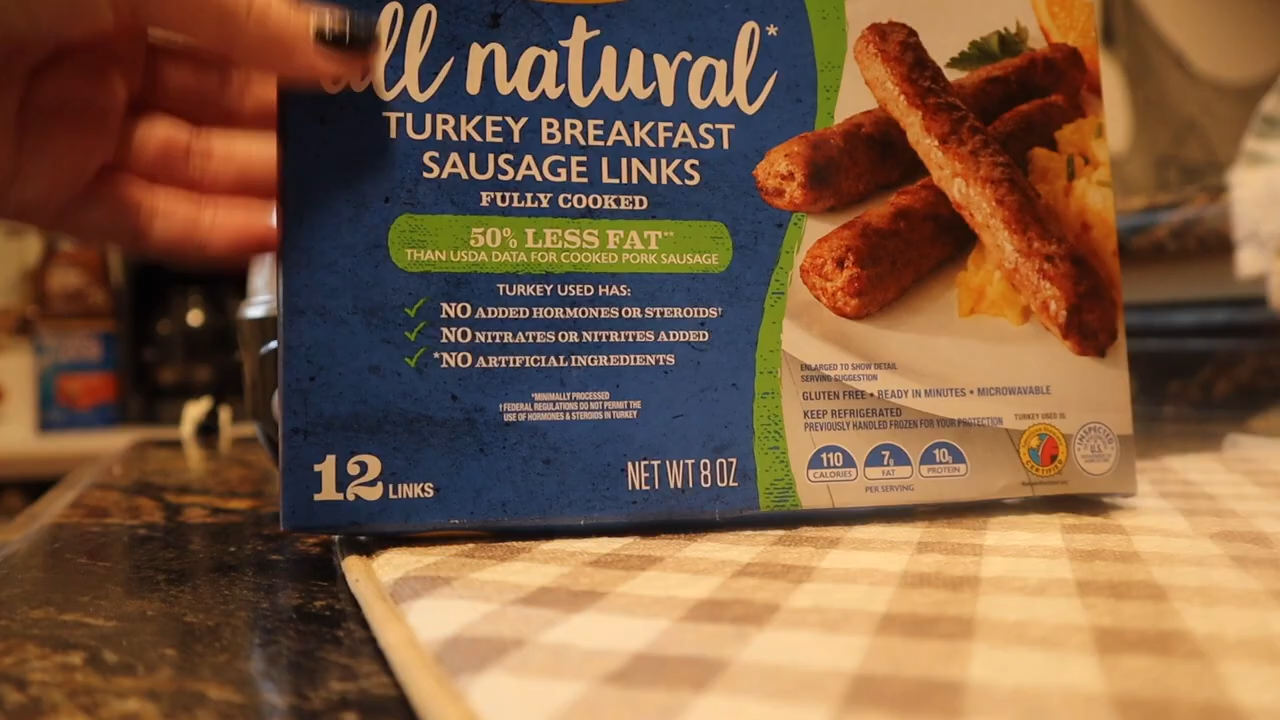 all natural*
TURKEY BREAKFAST
SAUSAGE LINKS
FULLY COOKED
50% LESS FAT**
THAN USDA DATA FOR COOKED PORK SAUSAGE
TURKEY USED HAS:
NO ADDED HORMONES OR STEROIDS†
NO NITRATES OR NITRITES ADDED
*NO ARTIFICIAL INGREDIENTS
*MINIMALLY PROCESSED
†FEDERAL REGULATIONS DO NOT PERMIT THE
USE OF HORMONES & STEROIDS IN TURKEY
12 LINKS
NET WT 8 OZ
ENLARGED TO SHOW DETAIL
SERVING SUGGESTION
GLUTEN FREE • READY IN MINUTES • MICROWAVABLE
KEEP REFRIGERATED
PREVIOUSLY HANDLED FROZEN FOR YOUR PROTECTION
110
CALORIES
7g
FAT
10g
PROTEIN
PER SERVING
TURKEY USED IS:
CERTIFIED
INSPECTED
U.S.